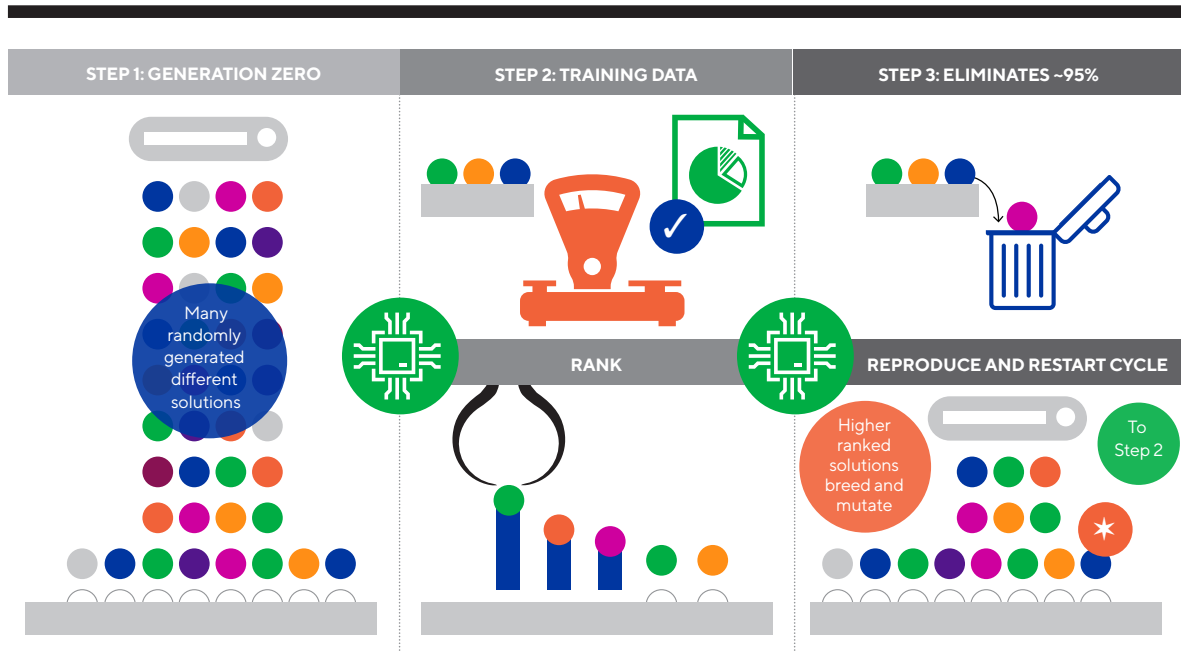 STEP 1: GENERATION ZERO
STEP 2: TRAINING DATA
STEP 3: ELIMINATES ~95%
Many
randomly
generated
different
solutions
RANK
REPRODUCE AND RESTART CYCLE
Higher
ranked
solutions
breed and
mutate
To
Step 2